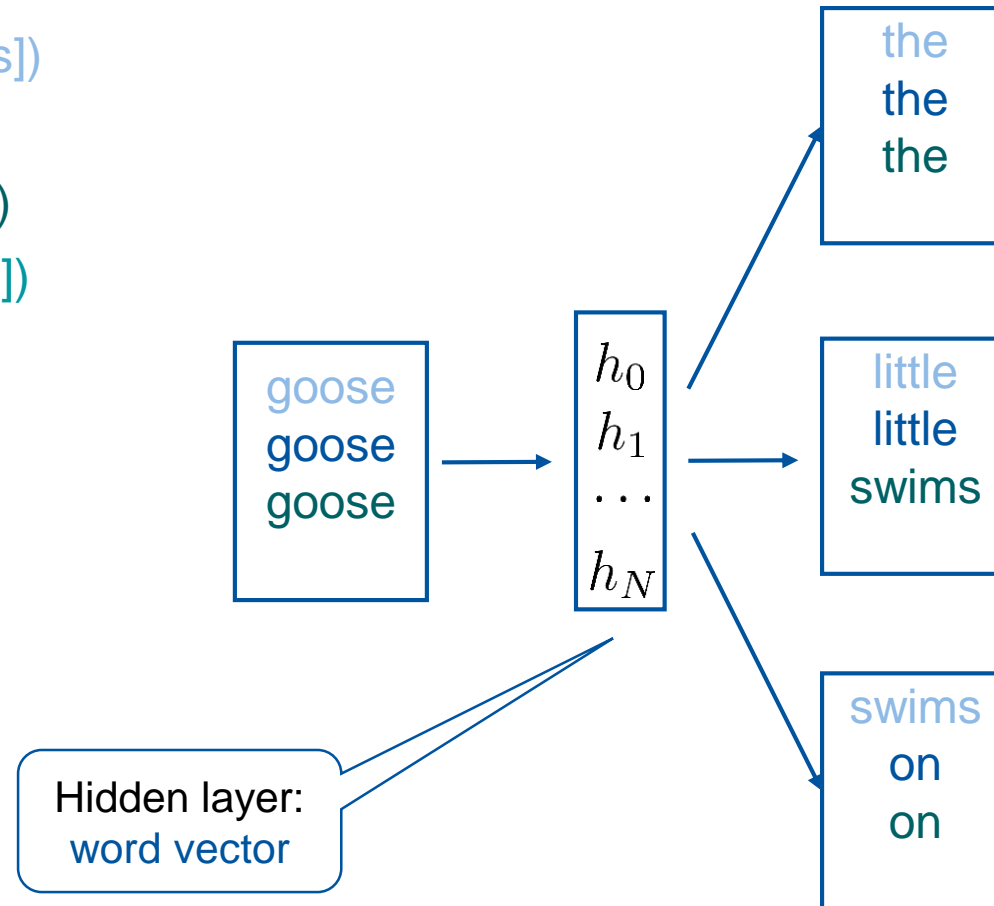 s])
)
])
goose
goose
goose
h_0
h_1
...
h_N
Hidden layer:
word vector
the
the
the
little
little
swims
swims
on
on